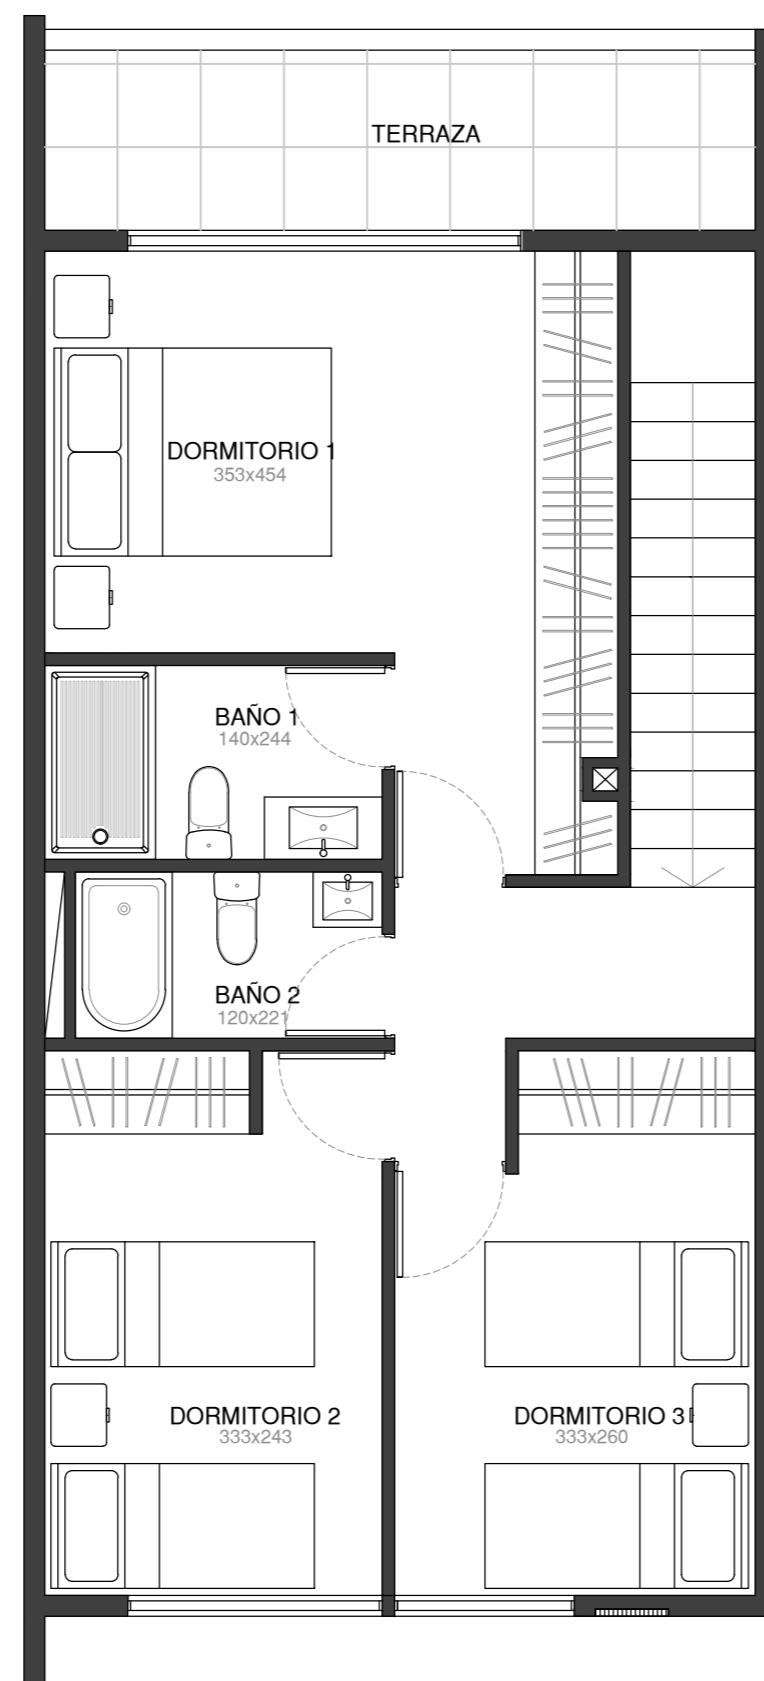 TERRAZA
DORMITORIO 1
353x454
BAÑO 1
140x244
BAÑO 2
120x221
DORMITORIO 2
333x243
DORMITORIO 3
333x260